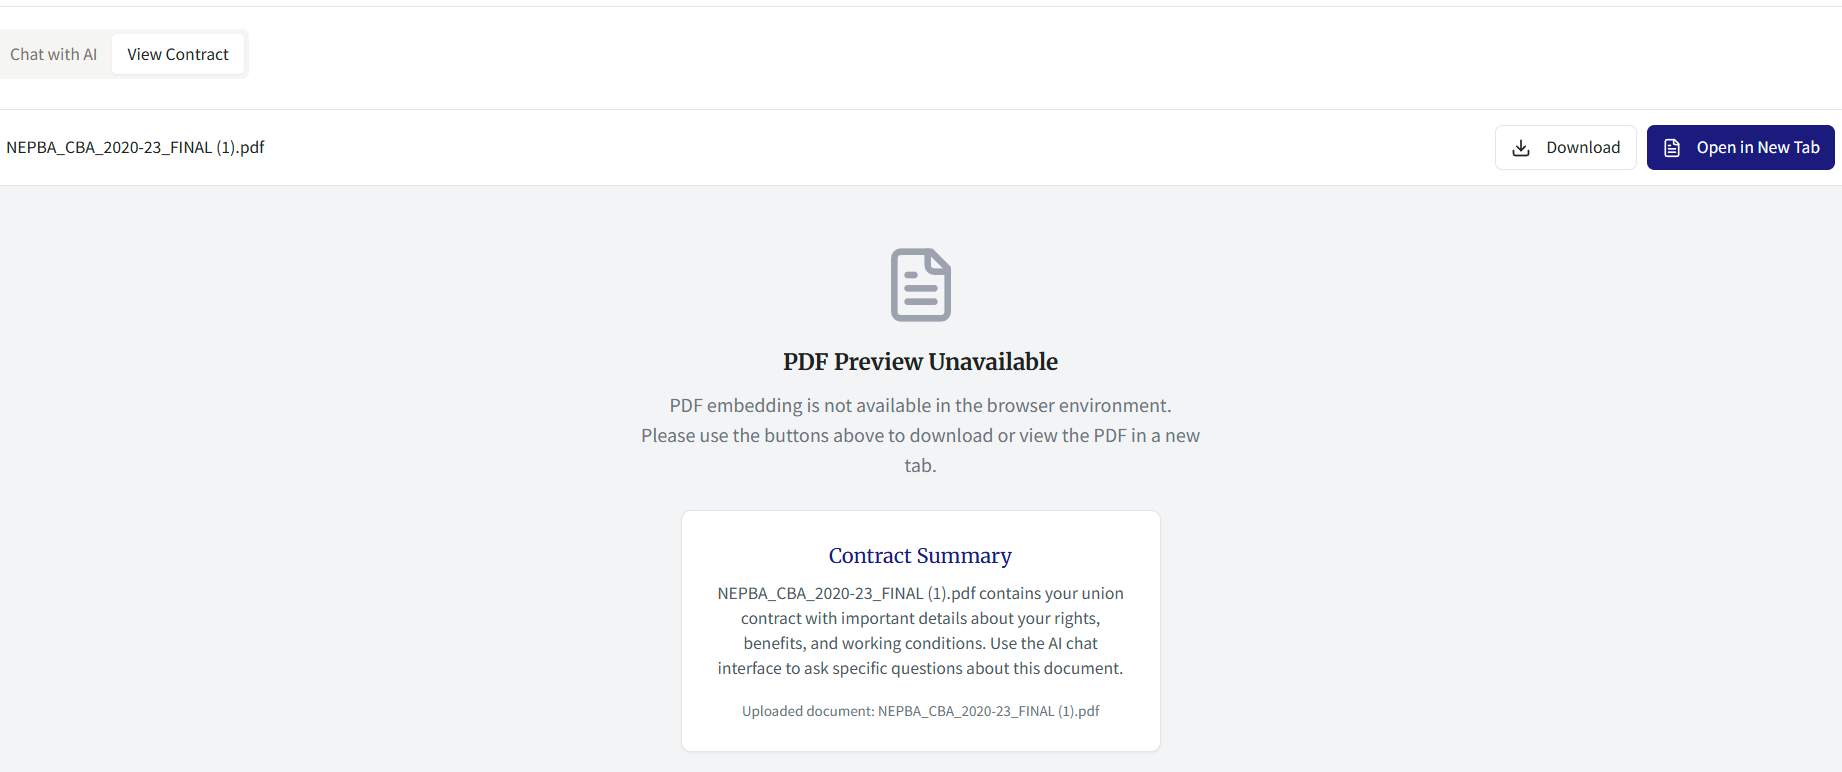 Chat with AI
View Contract
NEPBA_CBA_2020-23_FINAL (1).pdf
Download
Open in New Tab
PDF Preview Unavailable
PDF embedding is not available in the browser environment.
Please use the buttons above to download or view the PDF in a new
tab.
Contract Summary
NEPBA_CBA_2020-23_FINAL (1).pdf contains your union
contract with important details about your rights,
benefits, and working conditions. Use the AI chat
interface to ask specific questions about this document.
Uploaded document: NEPBA_CBA_2020-23_FINAL (1).pdf